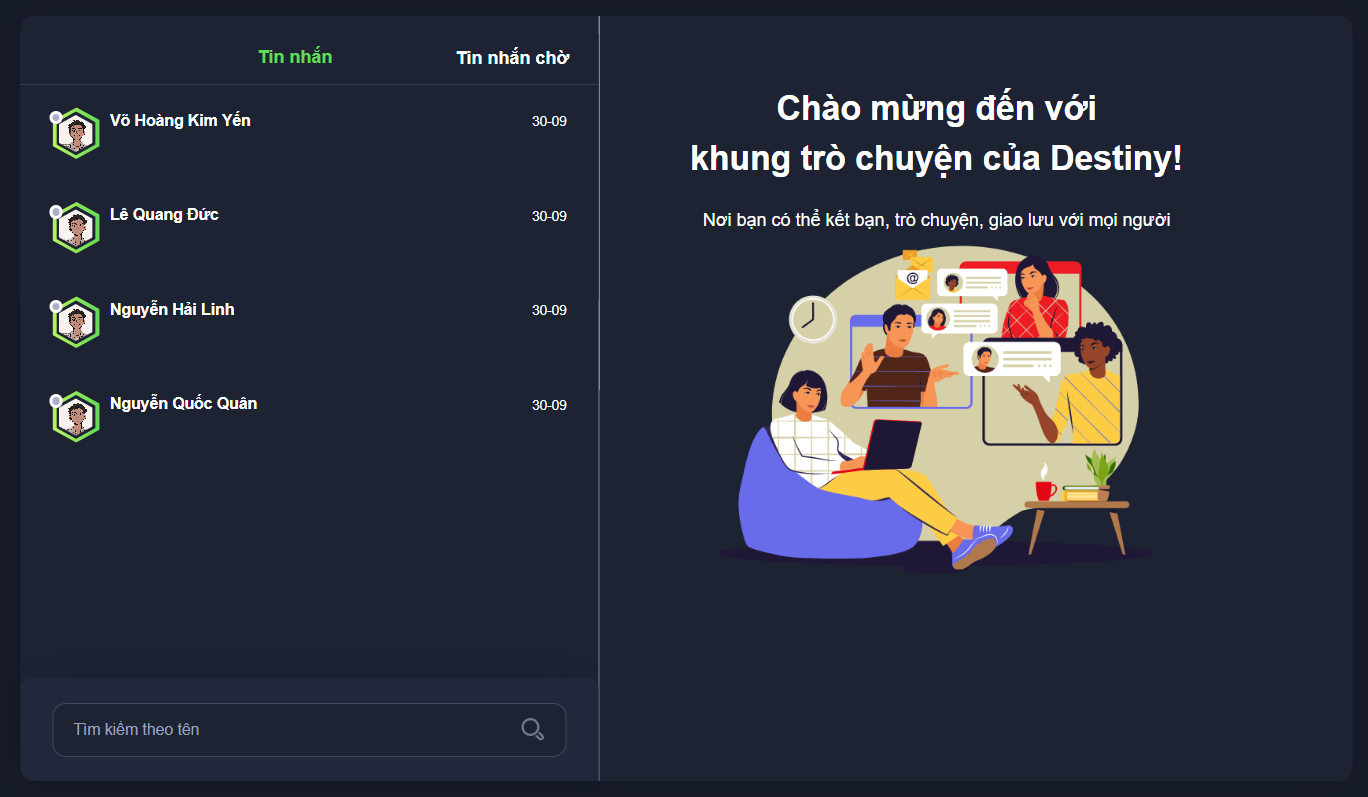 Tin nhắn
Tin nhắn chờ
Võ Hoàng Kim Yến
30-09
Lê Quang Đức
30-09
Nguyễn Hải Linh
30-09
Nguyễn Quốc Quân
30-09
Tìm kiếm theo tên
Chào mừng đến với
khung trò chuyện của Destiny!
Nơi bạn có thể kết bạn, trò chuyện, giao lưu với mọi người
@